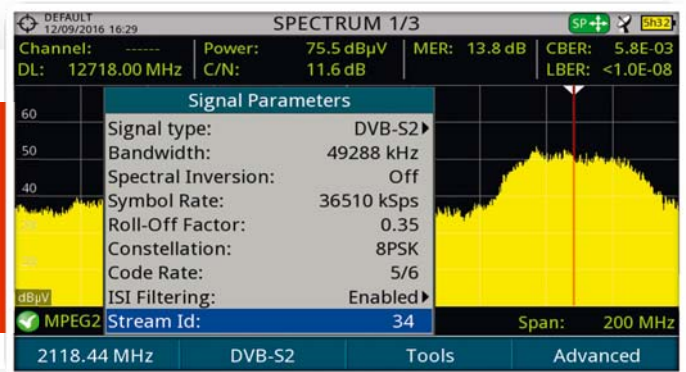 DEFAULT
12/09/2016 16:29
SPECTRUM 1/3
SP
5h32
Channel: ------ Power: 75.5 dBµV MER: 13.8 dB CBER: 5.8E-03
DL: 12718.00 MHz C/N: 11.6 dB LBER: <1.0E-08
Signal Parameters
60
50
40
Signal type: DVB-S2
Bandwidth: 49288 kHz
Spectral Inversion: Off
Symbol Rate: 36510 kSps
Roll-Off Factor: 0.35
Constellation: 8PSK
Code Rate: 5/6
ISI Filtering: Enabled
Stream Id: 34
dBµV
MPEG2
Span: 200 MHz
2118.44 MHz DVB-S2 Tools Advanced